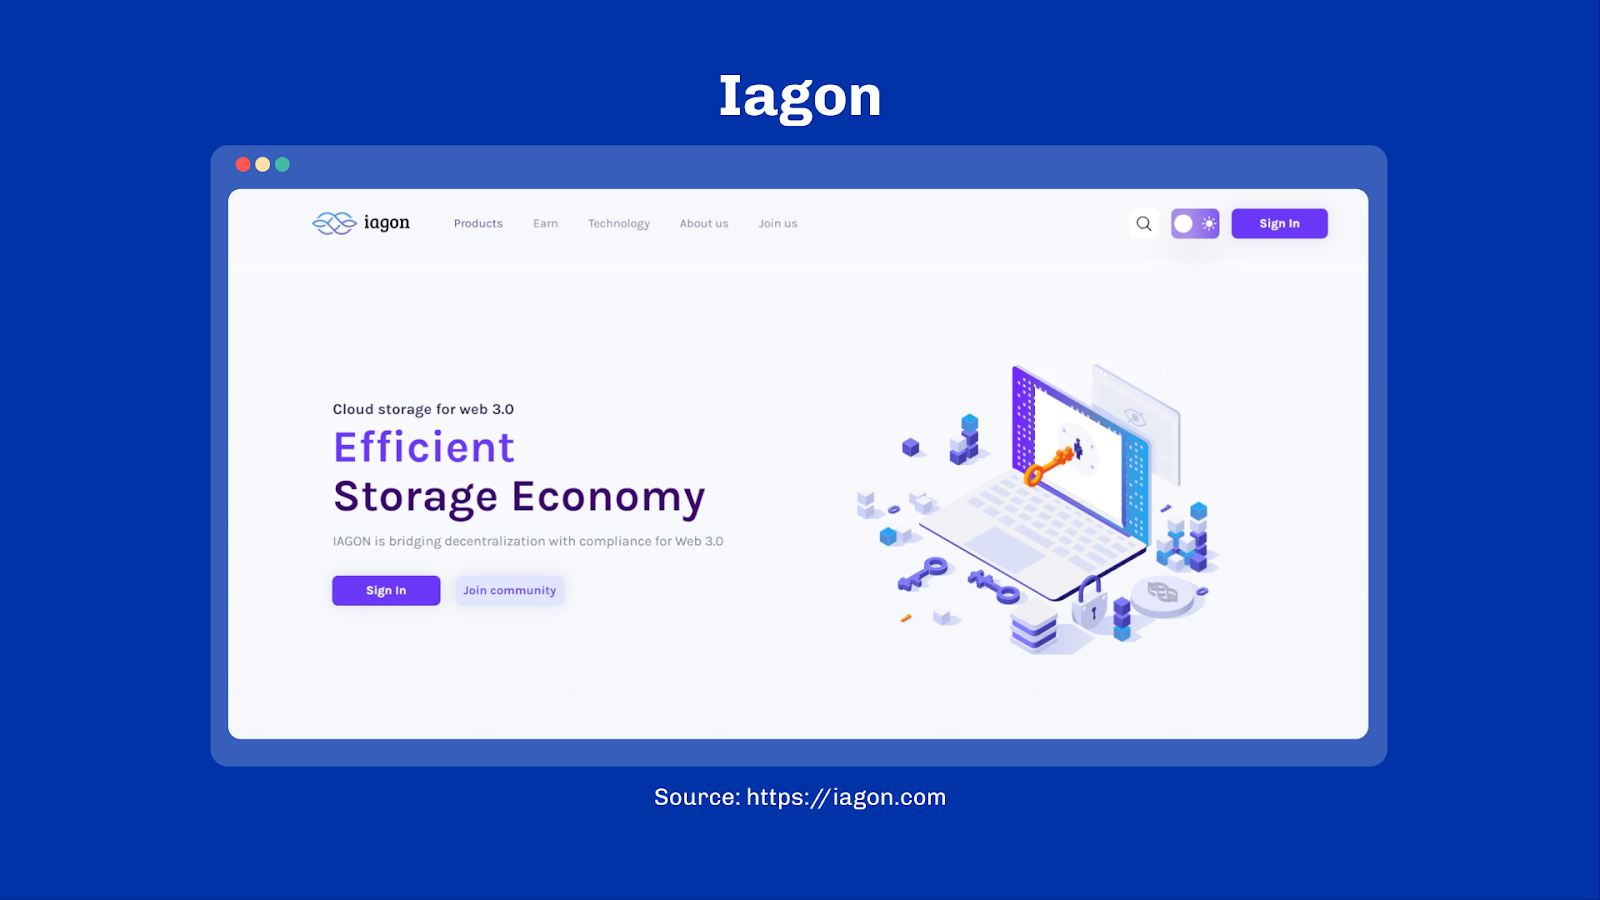 Iagon
iagon
Products Earn Technology About us Join us
Sign In
Cloud storage for web 3.0
Efficient
Storage Economy
IAGON is bridging decentralization with compliance for Web 3.0
Sign In Join community
Source: https://iagon.com